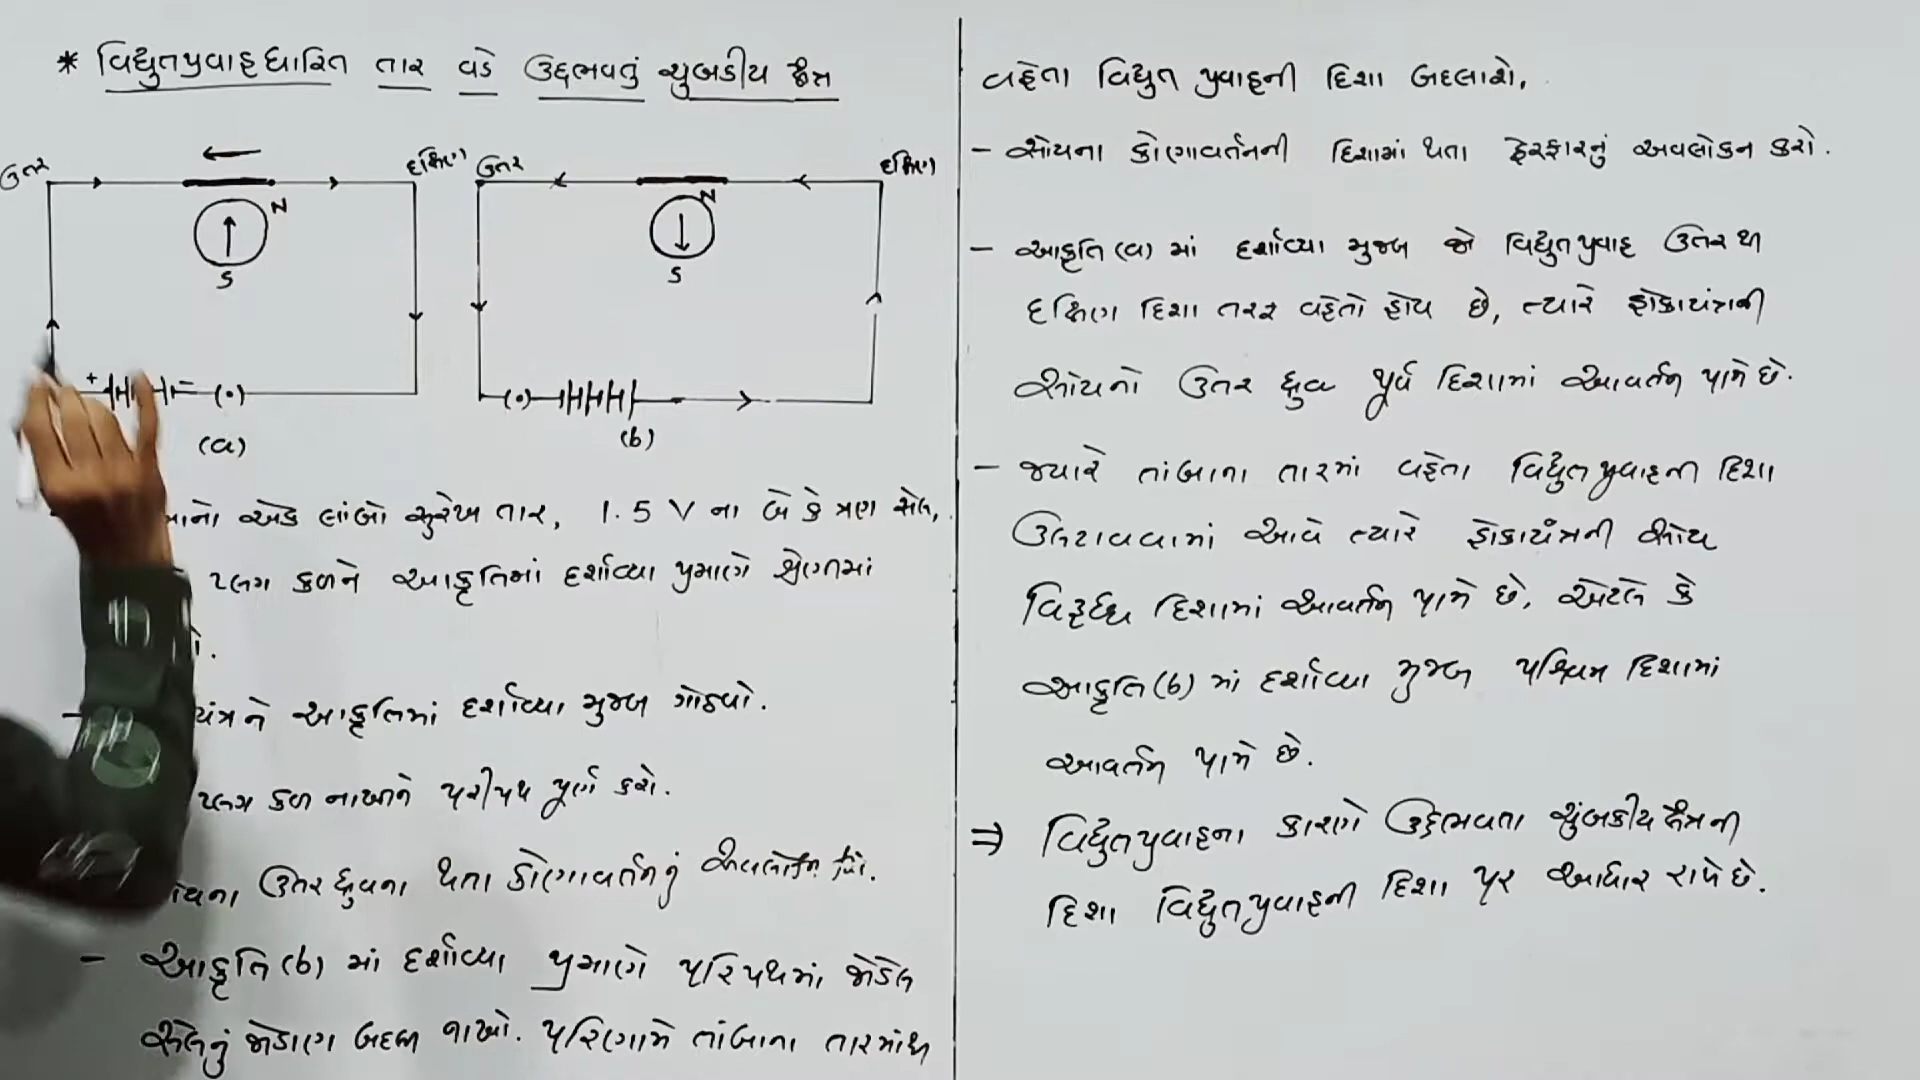 * વિદ્યુતપ્રવાહધારિત તાર વડે ઉદ્દભવતું ચુંબકીય ક્ષેત્ર
ઉત્તર
દક્ષિણ
N
S
+
(a)
ઉત્તર
દક્ષિણ
N
S
(b)
એક લાંબો સુરેખ તાર, 1.5 V ના બે કે ત્રણ સેલ,
પ્લગ કળને આકૃતિમાં દર્શાવ્યા પ્રમાણે શ્રેણીમાં
યંત્રને આકૃતિમાં દર્શાવ્યા મુજબ ગોઠવો.
પ્લગ કળ નાખીને પરીપથ પૂર્ણ કરો.
ઉત્તર ધ્રુવના થતા કોણાવર્તનનું અવલોકન કરો.
- આકૃતિ (b) માં દર્શાવ્યા પ્રમાણે પરિપથમાં જોડેલ
સેલનું જોડાણ બદલી નાખો. પરિણામે તાંબાના તારમાંથી
વહેતા વિદ્યુત પ્રવાહની દિશા બદલાશે.
- સોયના કોણાવર્તનની દિશામાં થતા ફેરફારનું અવલોકન કરો.
- આકૃતિ (a) માં દર્શાવ્યા મુજબ જો વિદ્યુતપ્રવાહ ઉત્તરથી
દક્ષિણ દિશા તરફ વહેતો હોય છે, ત્યારે હોકાયંત્રની
સોયનો ઉત્તર ધ્રુવ પૂર્વ દિશામાં આવર્તન પામે છે.
- જ્યારે તાંબાના તારમાં વહેતા વિદ્યુતપ્રવાહની દિશા
ઉલટાવવામાં આવે ત્યારે હોકાયંત્રની સોય
વિરૂદ્ધ દિશામાં આવર્તન પામે છે. એટલે કે
આકૃતિ (b) માં દર્શાવ્યા મુજબ પશ્ચિમ દિશામાં
આવર્તન પામે છે.
⇒ વિદ્યુતપ્રવાહના કારણે ઉદ્દભવતા ચુંબકીય ક્ષેત્રની
દિશા વિદ્યુતપ્રવાહની દિશા પર આધાર રાખે છે.